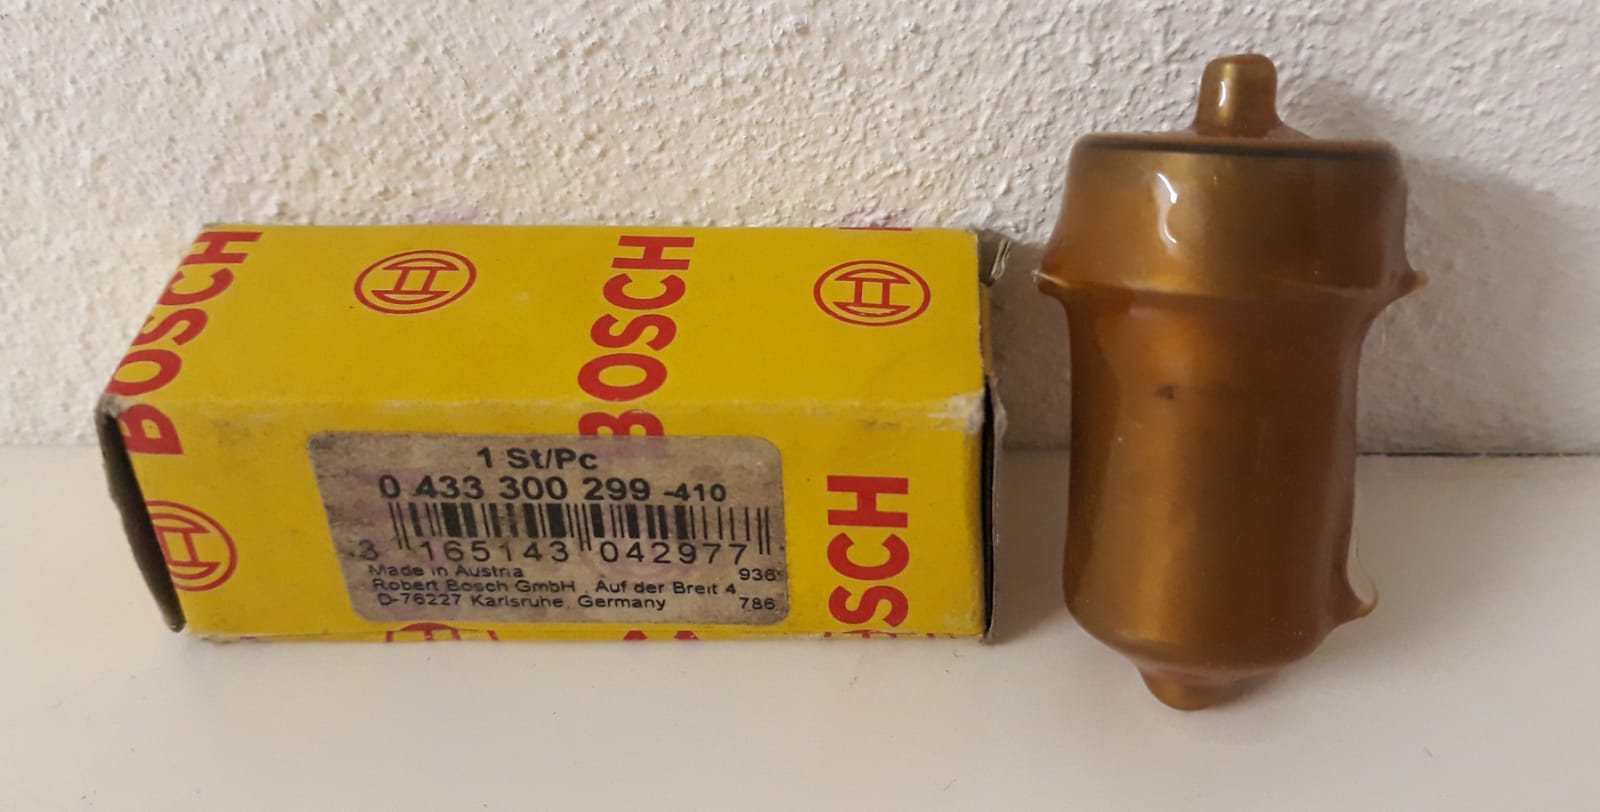 BOSCH
BOSCH
BOSCH
1 St/Pc
0 433 300 299 -410
3 165143 042977
Made in Austria 936
Robert Bosch GmbH, Auf der Breit 4
D-76227 Karlsruhe, Germany 786